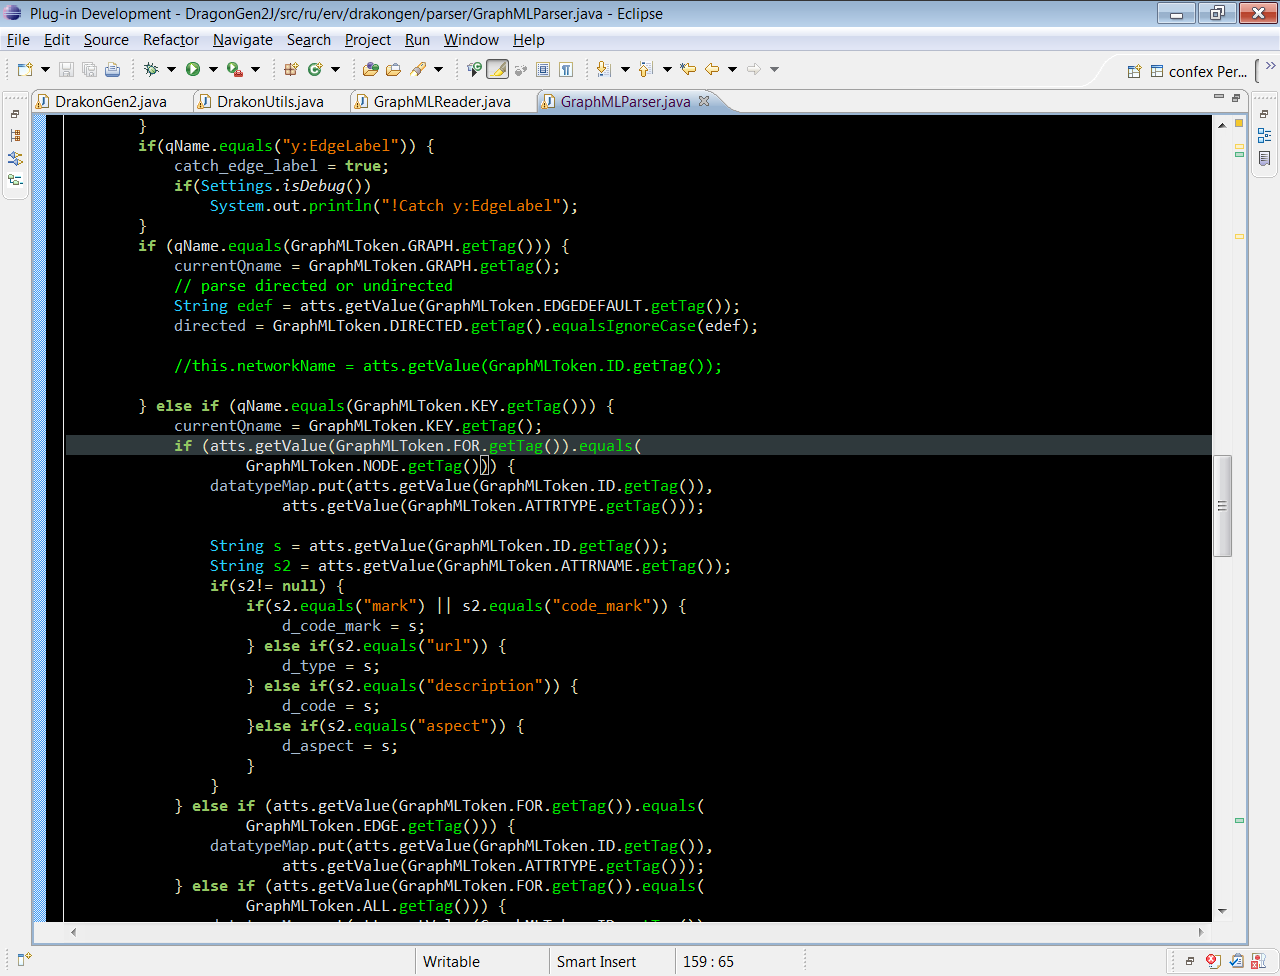 Plug-in Development - DragonGen2J/src/ru/erv/drakongen/parser/GraphMLParser.java - Eclipse
File Edit Source Refactor Navigate Search Project Run Window Help
confex Per...
DrakonGen2.java DrakonUtils.java GraphMLReader.java GraphMLParser.java
}
if(qName.equals("y:EdgeLabel")) {
catch_edge_label = true;
if(Settings.isDebug())
System.out.println("!Catch y:EdgeLabel");
}
if (qName.equals(GraphMLToken.GRAPH.getTag())) {
currentQname = GraphMLToken.GRAPH.getTag();
// parse directed or undirected
String edef = atts.getValue(GraphMLToken.EDGEDEFAULT.getTag());
directed = GraphMLToken.DIRECTED.getTag().equalsIgnoreCase(edef);
//this.networkName = atts.getValue(GraphMLToken.ID.getTag());
} else if (qName.equals(GraphMLToken.KEY.getTag())) {
currentQname = GraphMLToken.KEY.getTag();
if (atts.getValue(GraphMLToken.FOR.getTag()).equals(
GraphMLToken.NODE.getTag())) {
datatypeMap.put(atts.getValue(GraphMLToken.ID.getTag()),
atts.getValue(GraphMLToken.ATTRTYPE.getTag()));
String s = atts.getValue(GraphMLToken.ID.getTag());
String s2 = atts.getValue(GraphMLToken.ATTRNAME.getTag());
if(s2!= null) {
if(s2.equals("mark") || s2.equals("code_mark")) {
d_code_mark = s;
} else if(s2.equals("url")) {
d_type = s;
} else if(s2.equals("description")) {
d_code = s;
}else if(s2.equals("aspect")) {
d_aspect = s;
}
}
} else if (atts.getValue(GraphMLToken.FOR.getTag()).equals(
GraphMLToken.EDGE.getTag())) {
datatypeMap.put(atts.getValue(GraphMLToken.ID.getTag()),
atts.getValue(GraphMLToken.ATTRTYPE.getTag()));
} else if (atts.getValue(GraphMLToken.FOR.getTag()).equals(
GraphMLToken.ALL.getTag())) {
Writable Smart Insert 159 : 65